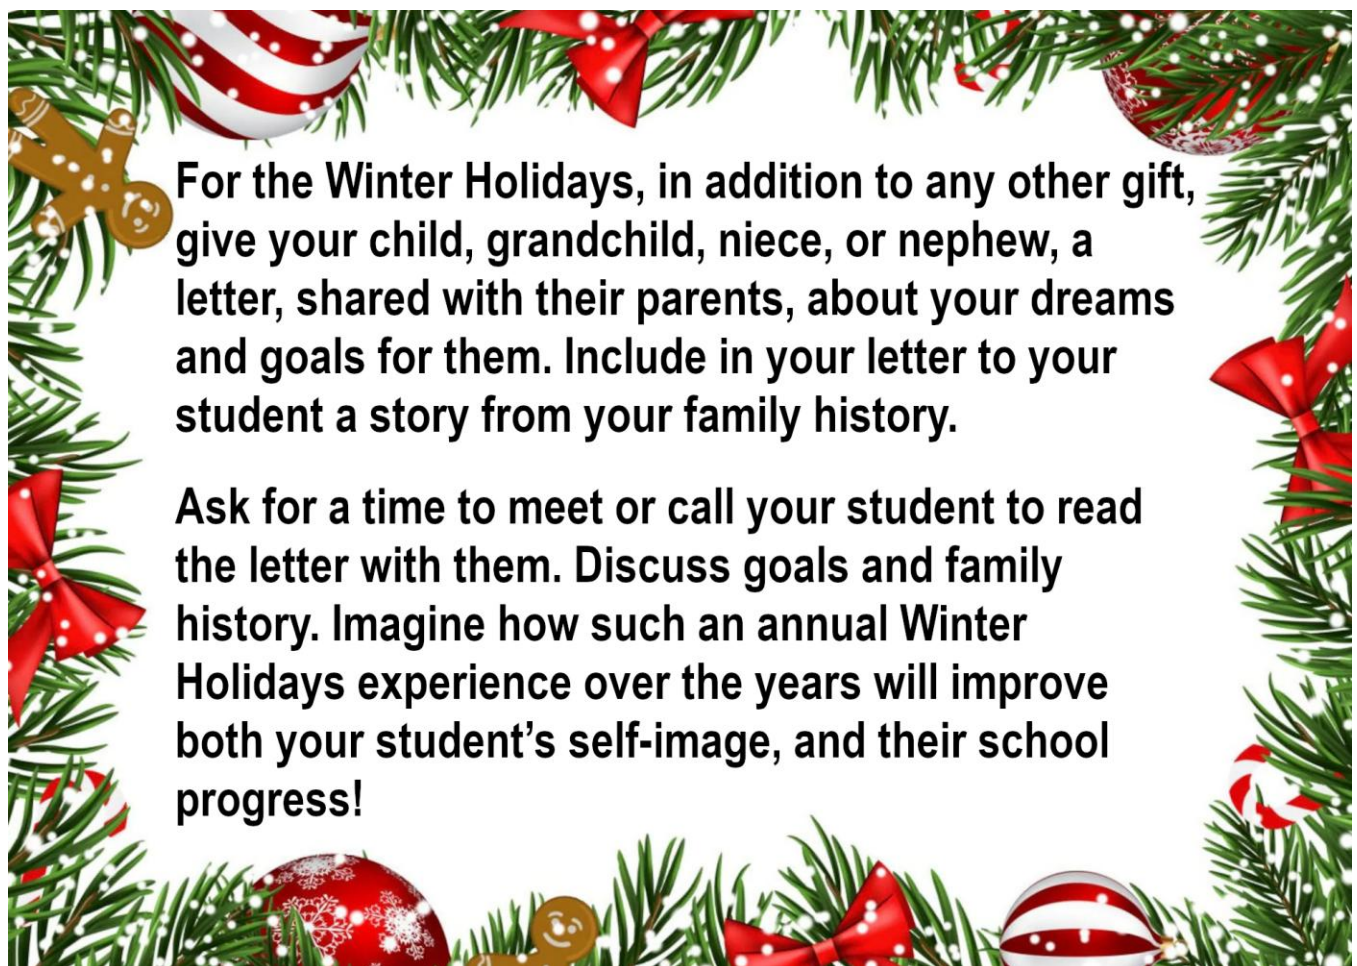 For the Winter Holidays, in addition to any other gift,
give your child, grandchild, niece, or nephew, a
letter, shared with their parents, about your dreams
and goals for them. Include in your letter to your
student a story from your family history.
Ask for a time to meet or call your student to read
the letter with them. Discuss goals and family
history. Imagine how such an annual Winter
Holidays experience over the years will improve
both your student’s self-image, and their school
progress!